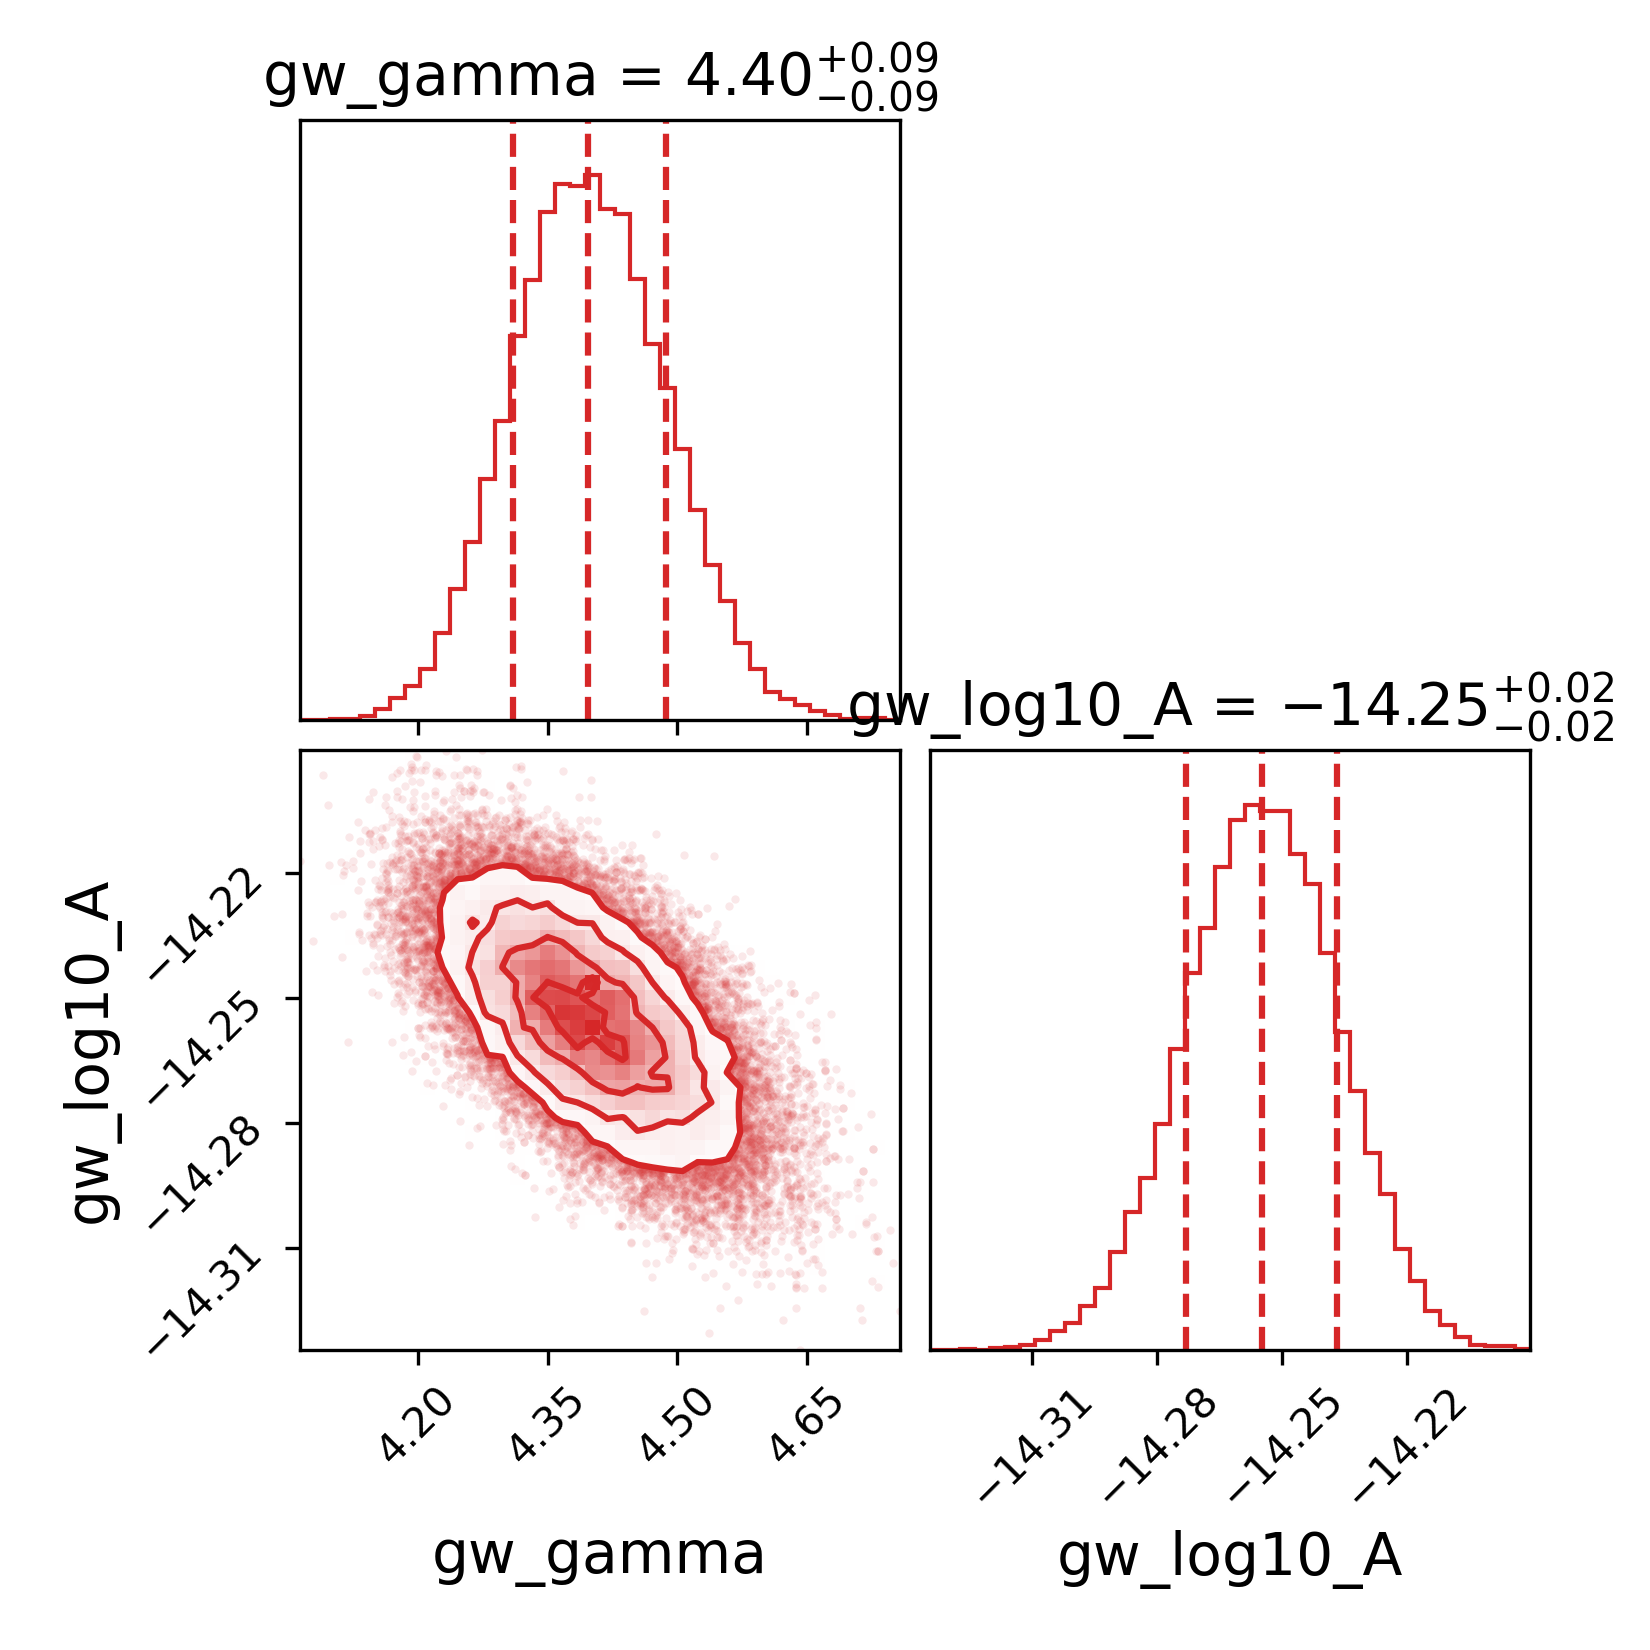 gw_gamma = 4.40+0.09 −0.09
gw_log10_A = −14.25+0.02 −0.02
gw_log10_A
−14.22
−14.25
−14.28
−14.31
4.20 4.35 4.50 4.65
−14.31 −14.28 −14.25 −14.22
gw_gamma
gw_log10_A